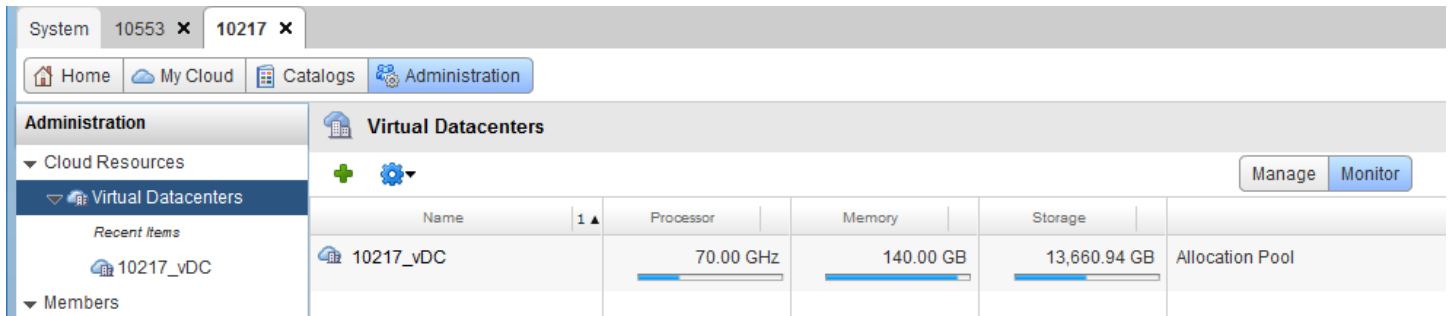 System 10553 × 10217 ×
Home My Cloud Catalogs Administration
Administration
Virtual Datacenters
Cloud Resources
Manage Monitor
Virtual Datacenters
Name 1 Processor Memory Storage
Recent Items
10217_vDC 70.00 GHz 140.00 GB 13,660.94 GB Allocation Pool
10217_vDC
Members